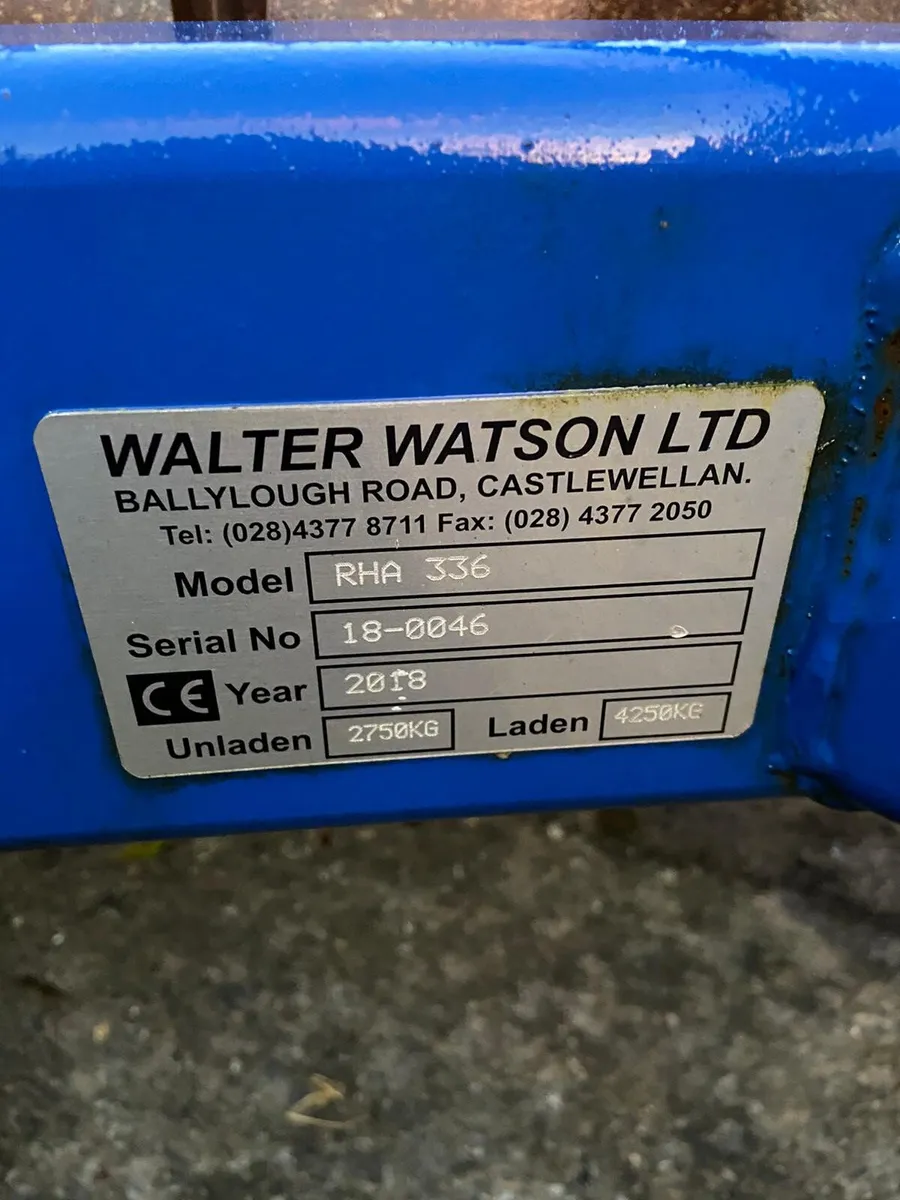 WALTER WATSON LTD
BALLYLOUGH ROAD, CASTLEWELLAN.
Tel: (028)4377 8711 Fax: (028) 4377 2050
Model RHA 336
Serial No 18-0046
CE Year 2018
Unladen 2750KG Laden 4250KG